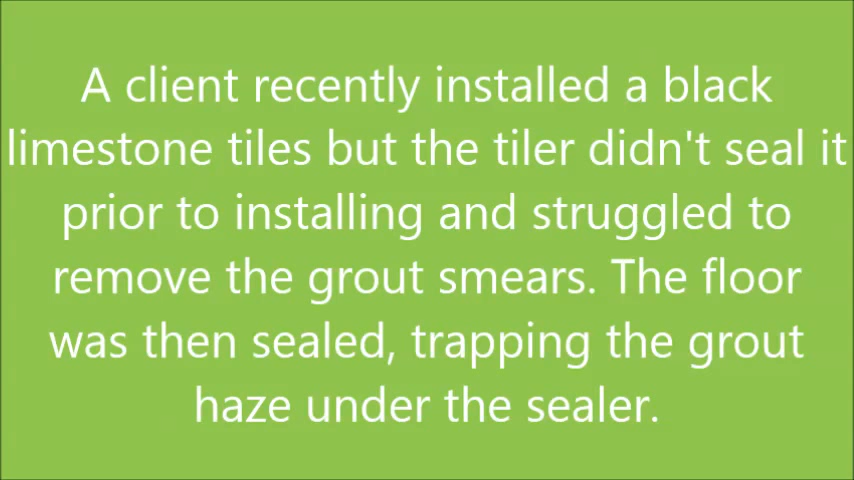 A client recently installed a black
limestone tiles but the tiler didn't seal it
prior to installing and struggled to
remove the grout smears. The floor
was then sealed, trapping the grout
haze under the sealer.